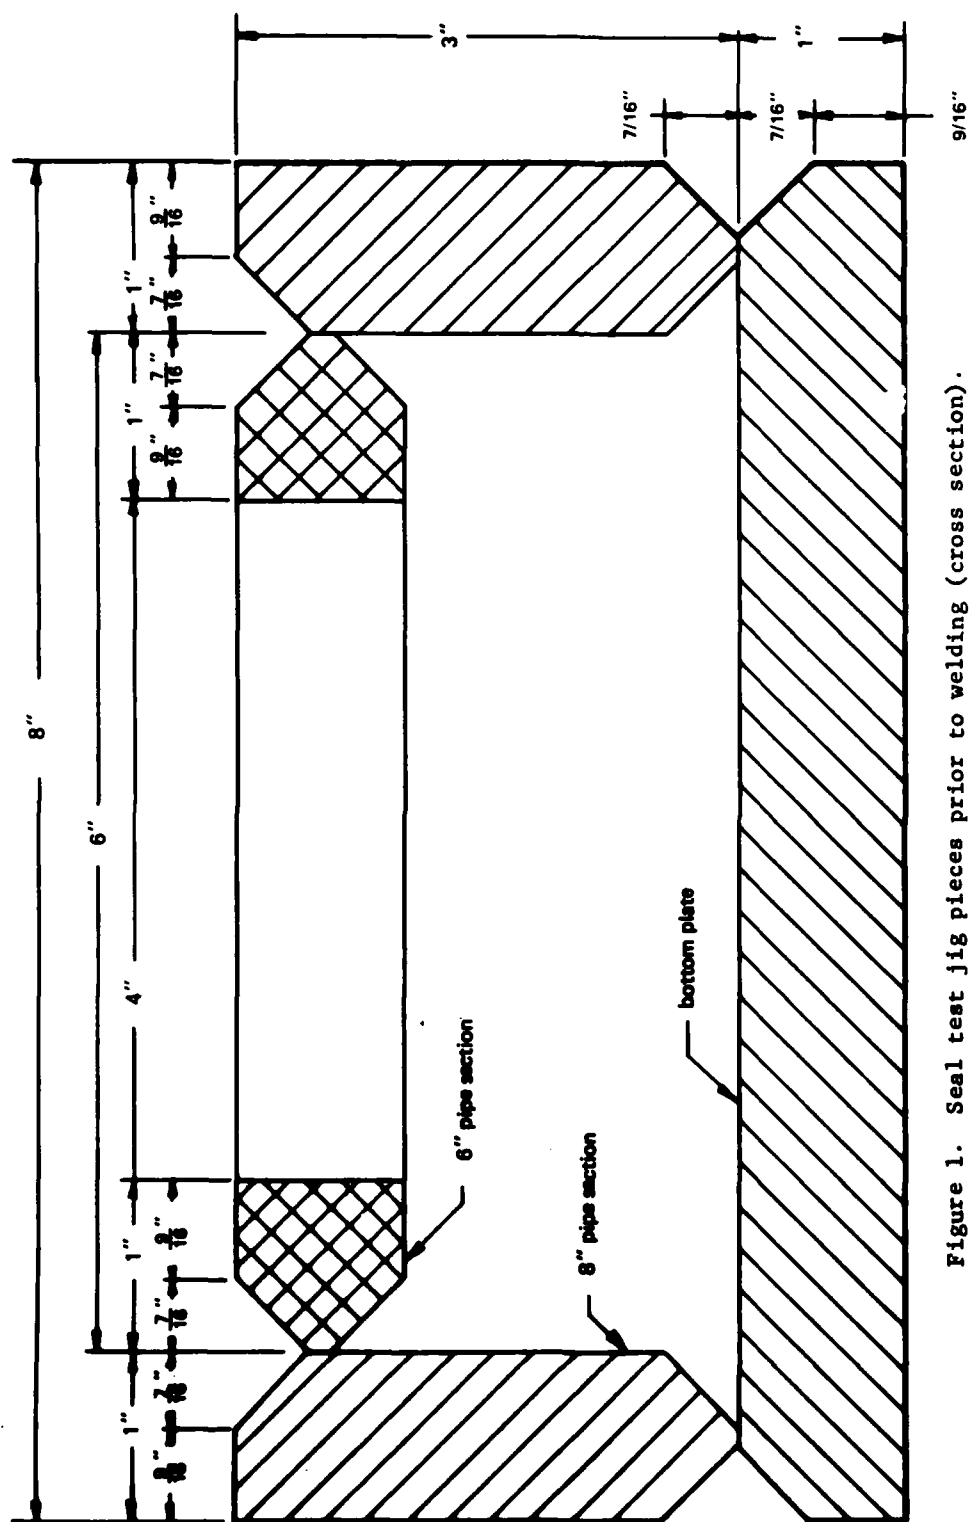 8"
6"
1" 1" 4" 1" 1"
9/16" 7/16" 7/16" 9/16" 9/16" 7/16" 7/16" 9/16"
3"
1"
7/16"
7/16"
9/16"
6" pipe section
8" pipe section
bottom plate
Figure 1. Seal test jig pieces prior to welding (cross section).